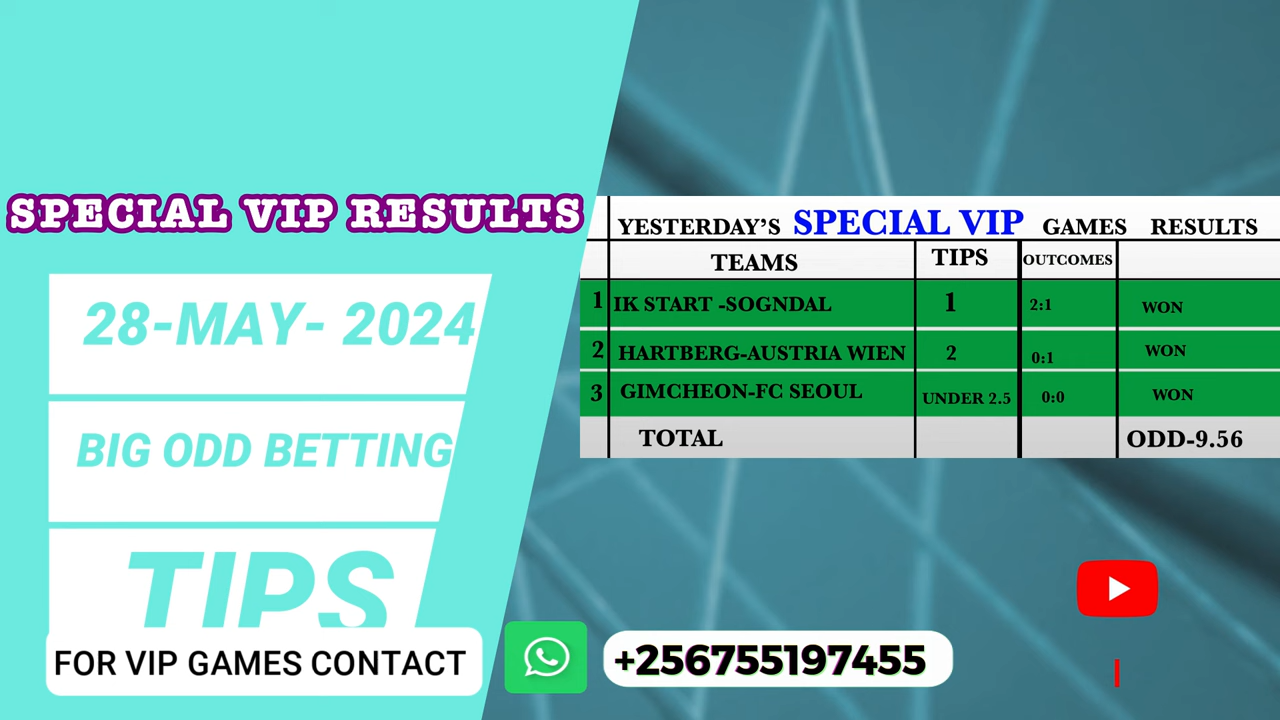 SPECIAL VIP RESULTS
28-MAY- 2024
BIG ODD BETTING
TIPS
FOR VIP GAMES CONTACT
+256755197455
YESTERDAY’S SPECIAL VIP GAMES RESULTS
TEAMS TIPS OUTCOMES
1 IK START -SOGNDAL 1 2:1 WON
2 HARTBERG-AUSTRIA WIEN 2 0:1 WON
3 GIMCHEON-FC SEOUL UNDER 2.5 0:0 WON
TOTAL ODD-9.56